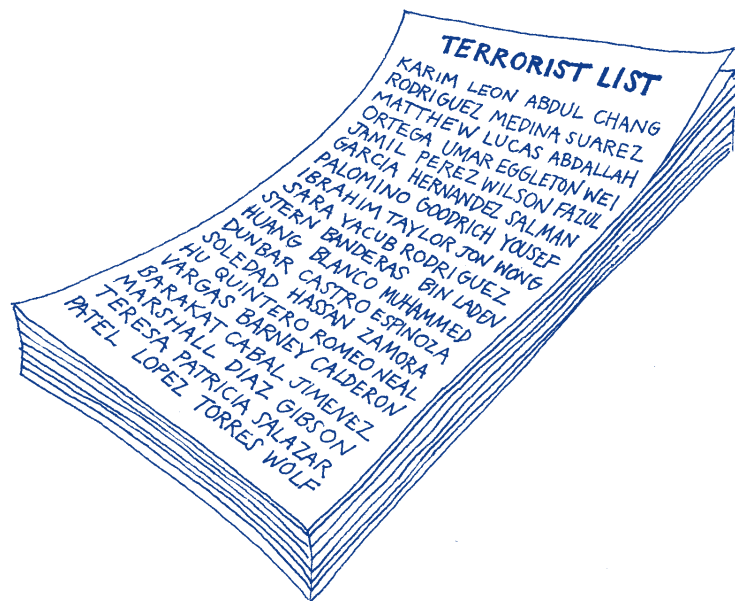 TERRORIST LIST
KARIM LEON ABDUL CHANG
RODRIGUEZ MEDINA SUAREZ
MATTHEW LUCAS ABDALLAH
ORTEGA UMAR EGGLETON WEI
JAMIL PEREZ WILSON FAZUL
GARCIA HERNANDEZ SALMAN
PALOMINO GOODRICH YOUSEF
IBRAHIM TAYLOR JON WONG
SARA YACUB RODRIGUEZ
STERN BANDERAS BIN LADEN
HUANG BLANCO MUHAMMED
DUNBAR CASTRO ESPINOZA
SOLEDAD HASSAN ZAMORA
HU QUINTERO ROMEO NEAL
VARGAS BARNEY CALDERON
BARAKAT CABAL JIMENEZ
MARSHALL DIAZ GIBSON
TERESA PATRICIA SALAZAR
PATEL LOPEZ TORRES WOLF